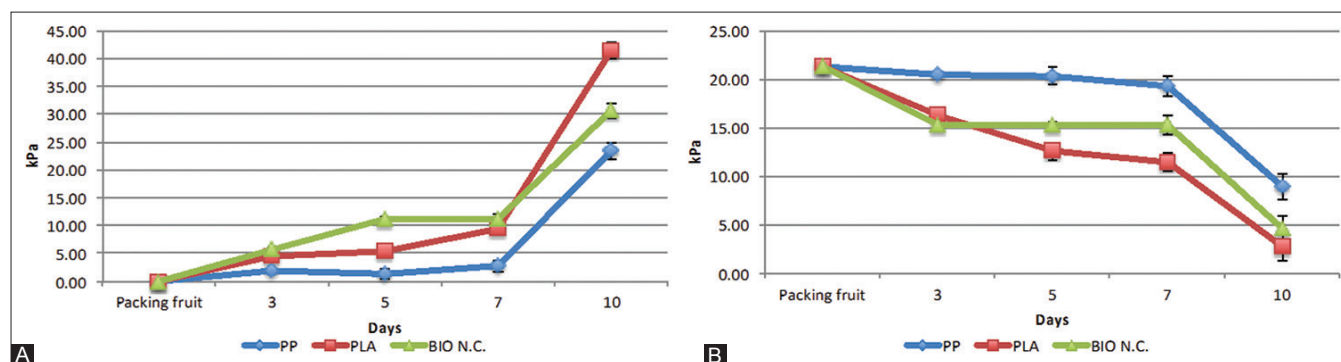 45.00
40.00
35.00
30.00
25.00
20.00
15.00
10.00
5.00
0.00
kPa
Packing fruit 3 5 7 10
Days
PP PLA BIO N.C.
A
25.00
20.00
15.00
10.00
5.00
0.00
kPa
Packing fruit 3 5 7 10
Days
PP PLA BIO N.C.
B